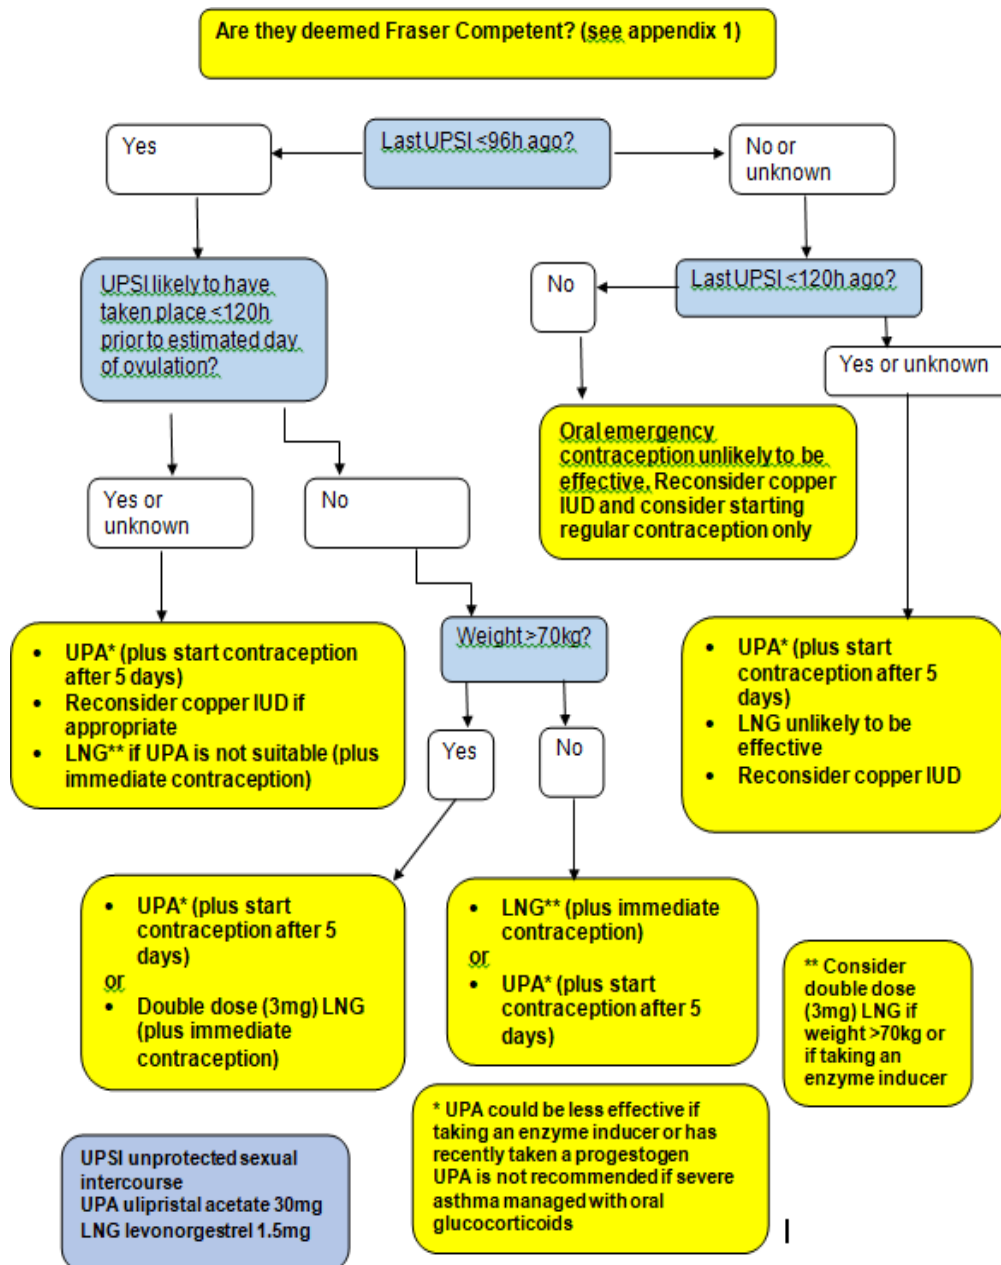 Are they deemed Fraser Competent? (see appendix 1)
Yes
Last UPSI <96h ago?
No or
unknown
UPSI likely to have
taken place <120h
prior to estimated day
of ovulation?
No
Last UPSI <120h ago?
Yes or unknown
Oral emergency
contraception unlikely to be
effective. Reconsider copper
IUD and consider starting
regular contraception only
Yes or
unknown
No
Weight >70kg?
• UPA* (plus start contraception
after 5 days)
• Reconsider copper IUD if
appropriate
• LNG** if UPA is not suitable (plus
immediate contraception)
• UPA* (plus start
contraception after 5
days)
• LNG unlikely to be
effective
• Reconsider copper IUD
Yes
No
• UPA* (plus start
contraception after 5
days)
or
• Double dose (3mg) LNG
(plus immediate
contraception)
• LNG** (plus immediate
contraception)
or
• UPA* (plus start
contraception after 5
days)
** Consider
double dose
(3mg) LNG if
weight >70kg or
if taking an
enzyme inducer
* UPA could be less effective if
taking an enzyme inducer or has
recently taken a progestogen
UPA is not recommended if severe
asthma managed with oral
glucocorticoids
UPSI unprotected sexual
intercourse
UPA ulipristal acetate 30mg
LNG levonorgestrel 1.5mg